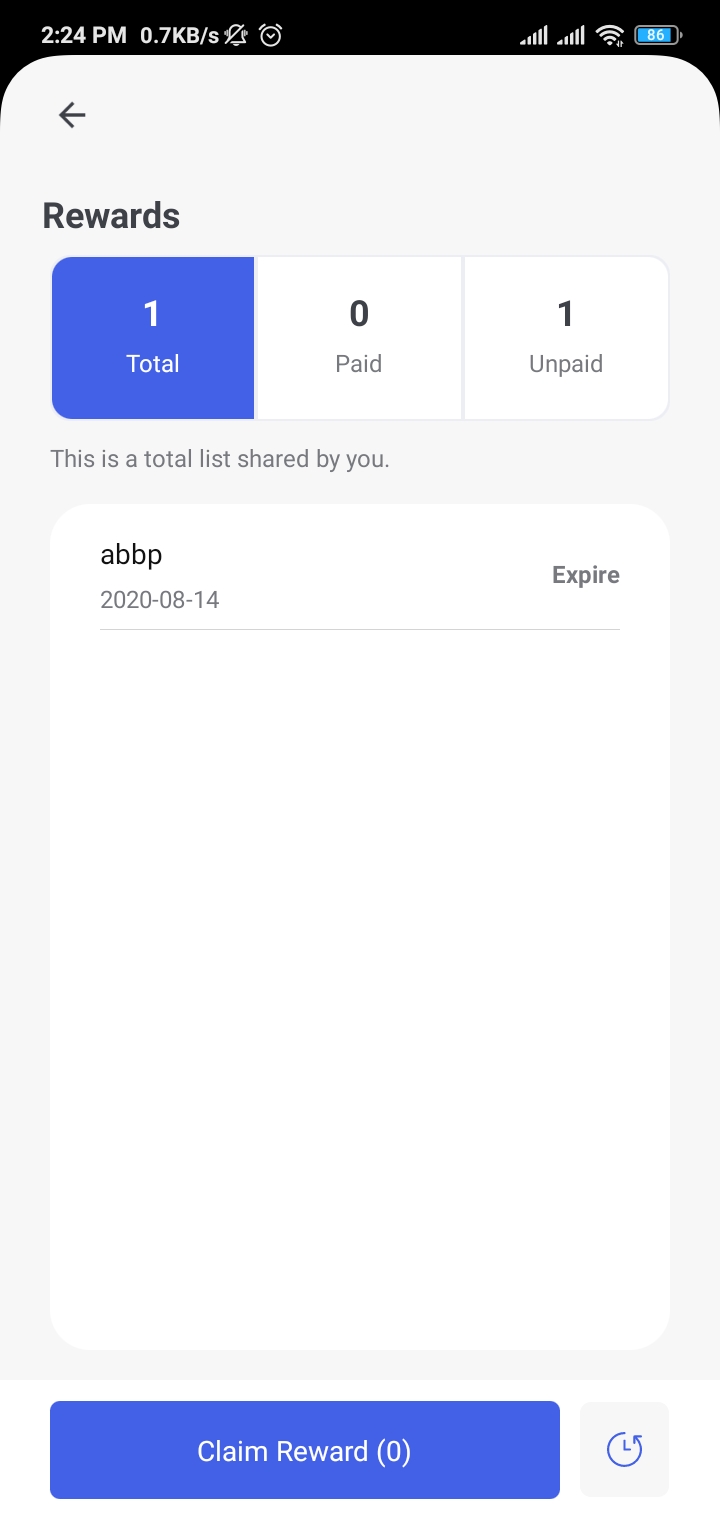 2:24 PM 0.7KB/s 86
Rewards
1 0 1
Total Paid Unpaid
This is a total list shared by you.
abbp
Expire
2020-08-14
Claim Reward (0)